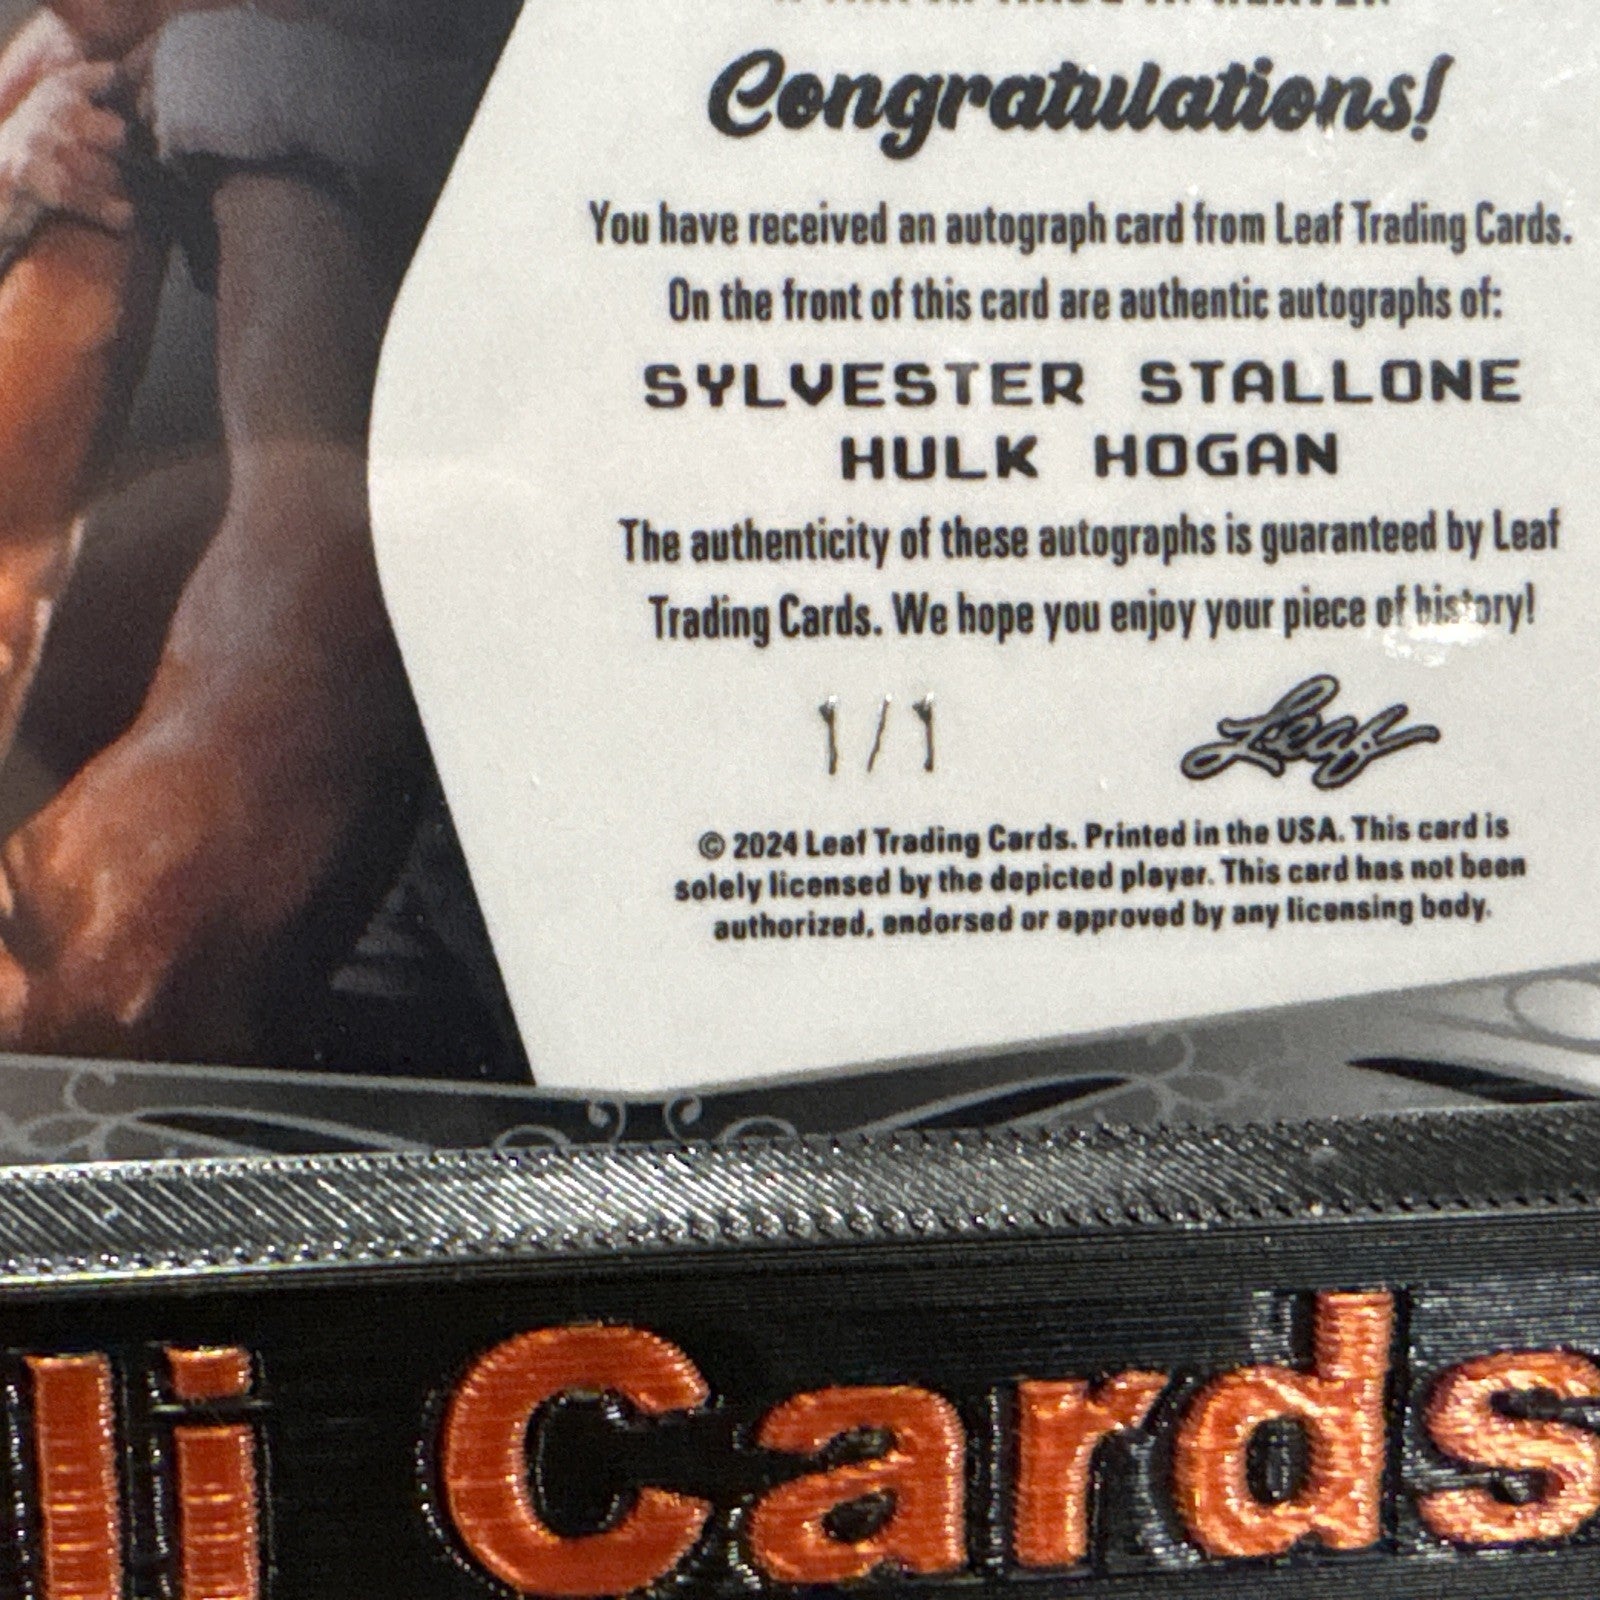 Congratulations!
You have received an autograph card from Leaf Trading Cards.
On the front of this card are authentic autographs of:
SYLVESTER STALLONE
HULK HOGAN
The authenticity of these autographs is guaranteed by Leaf
Trading Cards. We hope you enjoy your piece of history!
1/1
Leaf
© 2024 Leaf Trading Cards. Printed in the USA. This card is
solely licensed by the depicted player. This card has not been
authorized, endorsed or approved by any licensing body.
li Cards